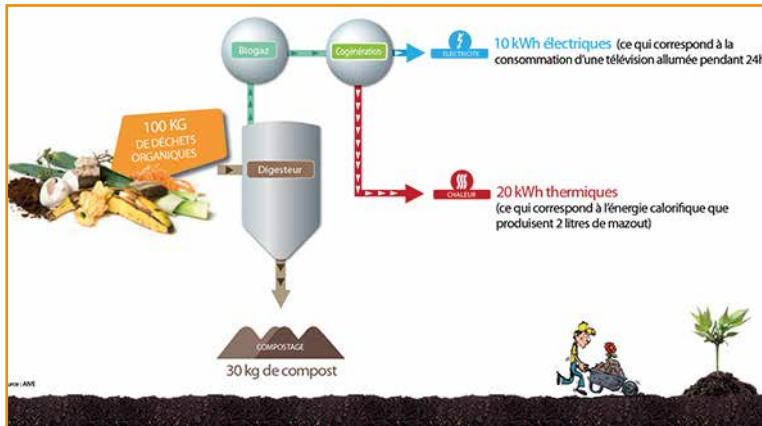 Biogaz
Cogénération
ÉLECTRICITÉ
10 kWh électriques (ce qui correspond à la
consommation d'une télévision allumée pendant 24h
100 KG
DE DÉCHETS
ORGANIQUES
Digesteur
CHALEUR
20 kWh thermiques
(ce qui correspond à l'énergie calorifique que
produisent 2 litres de mazout)
COMPOSTAGE
30 kg de compost
ource : AIVE